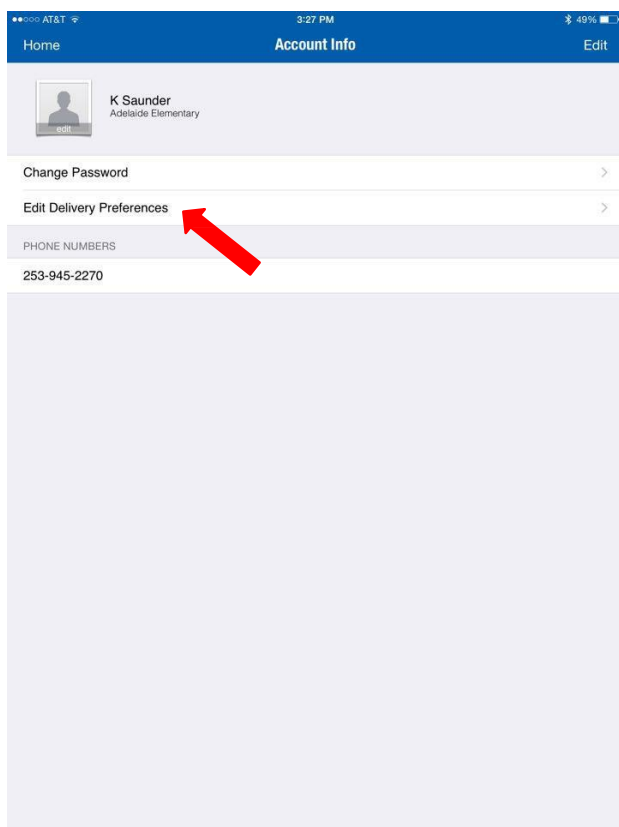 AT&T 3:27 PM 49%
Home Account Info Edit
K Saunder
Adelaide Elementary
edit
Change Password
Edit Delivery Preferences
PHONE NUMBERS
253-945-2270